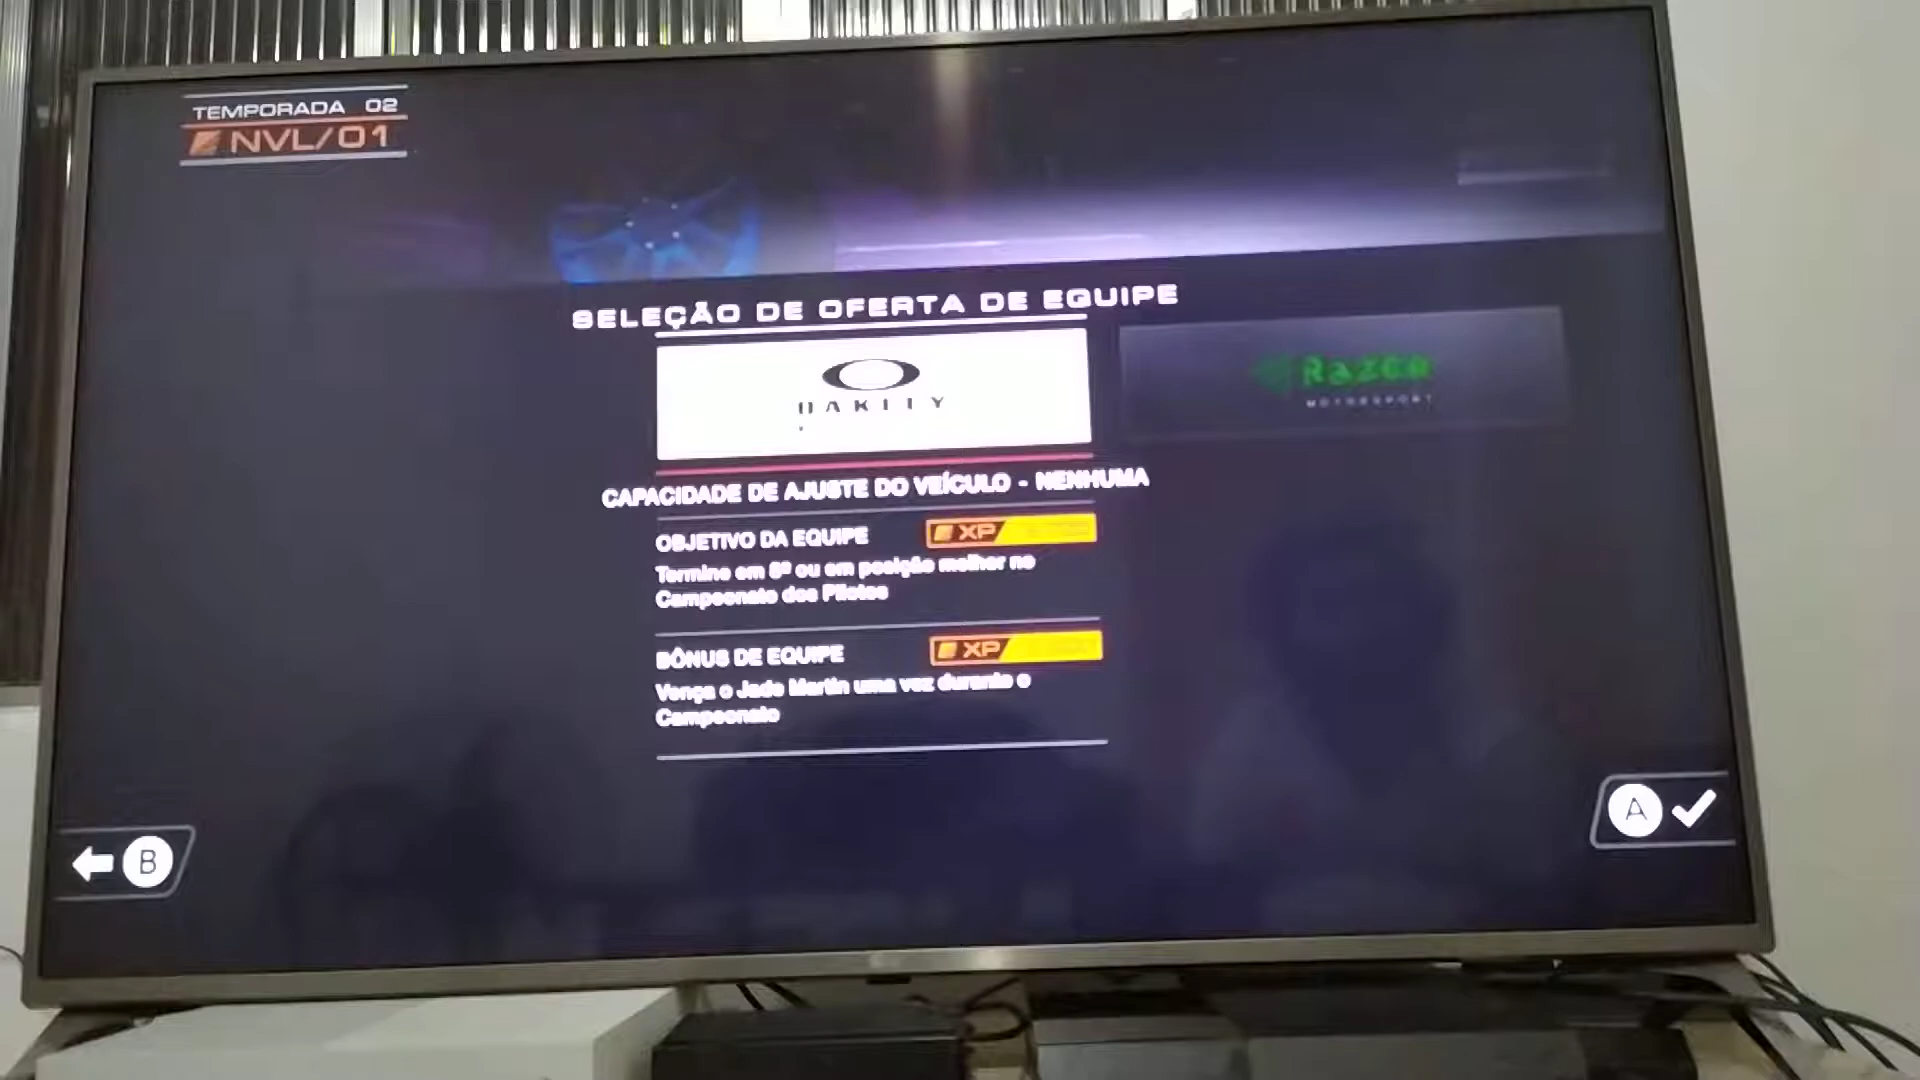 TEMPORADA 02
NVL/01
SELEÇÃO DE OFERTA DE EQUIPE
OAKLEY
RAZER
MOTORSPORT
CAPACIDADE DE AJUSTE DO VEÍCULO - NENHUMA
OBJETIVO DA EQUIPE XP
Termine em 8º ou em posição melhor no
Campeonato dos Pilotos
BÔNUS DE EQUIPE XP
Vença o Jade Martin uma vez durante o
Campeonato
A
B